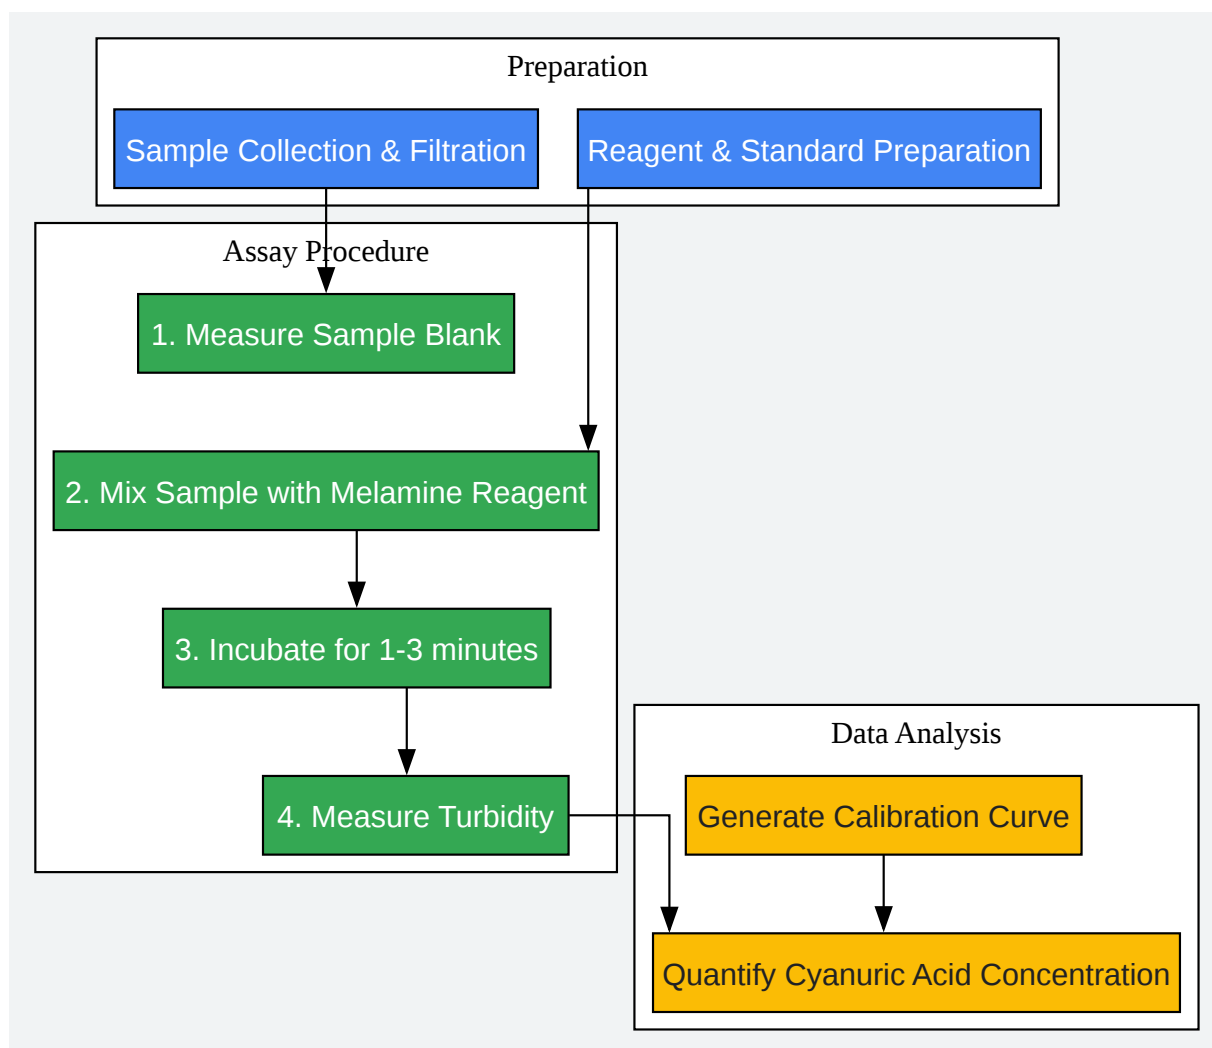 Preparation
Sample Collection & Filtration
Reagent & Standard Preparation
Assay Procedure
1. Measure Sample Blank
2. Mix Sample with Melamine Reagent
3. Incubate for 1-3 minutes
4. Measure Turbidity
Data Analysis
Generate Calibration Curve
Quantify Cyanuric Acid Concentration